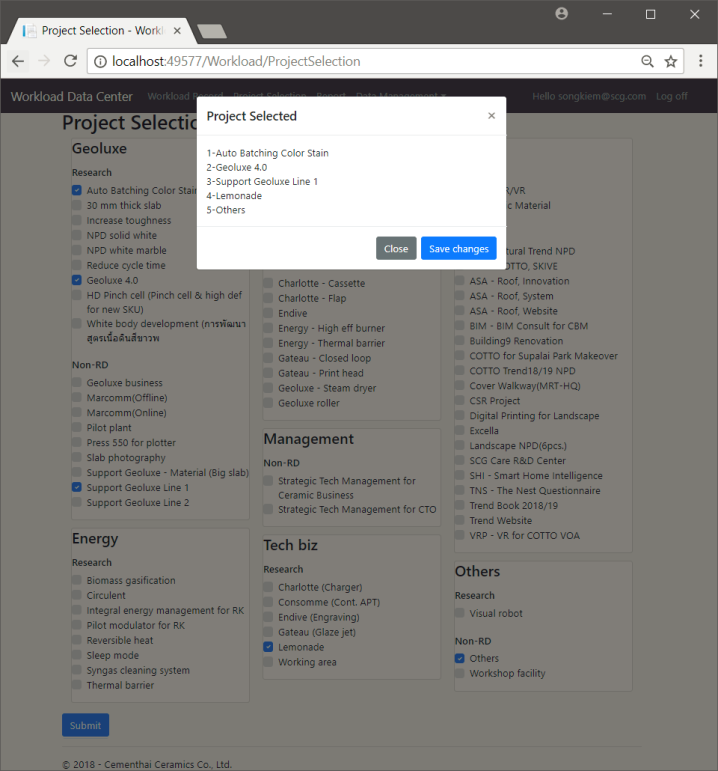 Project Selection - Workl
localhost:49577/Workload/ProjectSelection
Workload Data Center
Workload Record
Project Selection
Report
Data Management
Hello songkiem@scg.com
Log off
Project Selectio
Project Selected
×
1-Auto Batching Color Stain
2-Geoluxe 4.0
3-Support Geoluxe Line 1
4-Lemonade
5-Others
Close
Save changes
Geoluxe
Research
Auto Batching Color Stain
30 mm thick slab
Increase toughness
NPD solid white
NPD white marble
Reduce cycle time
Geoluxe 4.0
HD Pinch cell (Pinch cell & high def
for new SKU)
White body development (การพัฒนา
สูตรเนื้อดินสีขาวพ
Non-RD
Geoluxe business
Marcomm(Offline)
Marcomm(Online)
Pilot plant
Press 550 for plotter
Slab photography
Support Geoluxe - Material (Big slab)
Support Geoluxe Line 1
Support Geoluxe Line 2
Energy
Research
Biomass gasification
Circulent
Integral energy management for RK
Pilot modulator for RK
Reversible heat
Sleep mode
Syngas cleaning system
Thermal barrier
Charlotte - Cassette
Charlotte - Flap
Endive
Energy - High eff burner
Energy - Thermal barrier
Gateau - Closed loop
Gateau - Print head
Geoluxe - Steam dryer
Geoluxe roller
Management
Non-RD
Strategic Tech Management for
Ceramic Business
Strategic Tech Management for CTO
Tech biz
Research
Charlotte (Charger)
Consomme (Cont. APT)
Endive (Engraving)
Gateau (Glaze jet)
Lemonade
Working area
R/VR
ic Material
tural Trend NPD
OTTO, SKIVE
ASA - Roof, Innovation
ASA - Roof, System
ASA - Roof, Website
BIM - BIM Consult for CBM
Building9 Renovation
COTTO for Supalai Park Makeover
COTTO Trend18/19 NPD
Cover Walkway(MRT-HQ)
CSR Project
Digital Printing for Landscape
Excella
Landscape NPD(6pcs.)
SCG Care R&D Center
SHI - Smart Home Intelligence
TNS - The Nest Questionnaire
Trend Book 2018/19
Trend Website
VRP - VR for COTTO VOA
Others
Research
Visual robot
Non-RD
Others
Workshop facility
Submit
© 2018 - Cementhai Ceramics Co., Ltd.